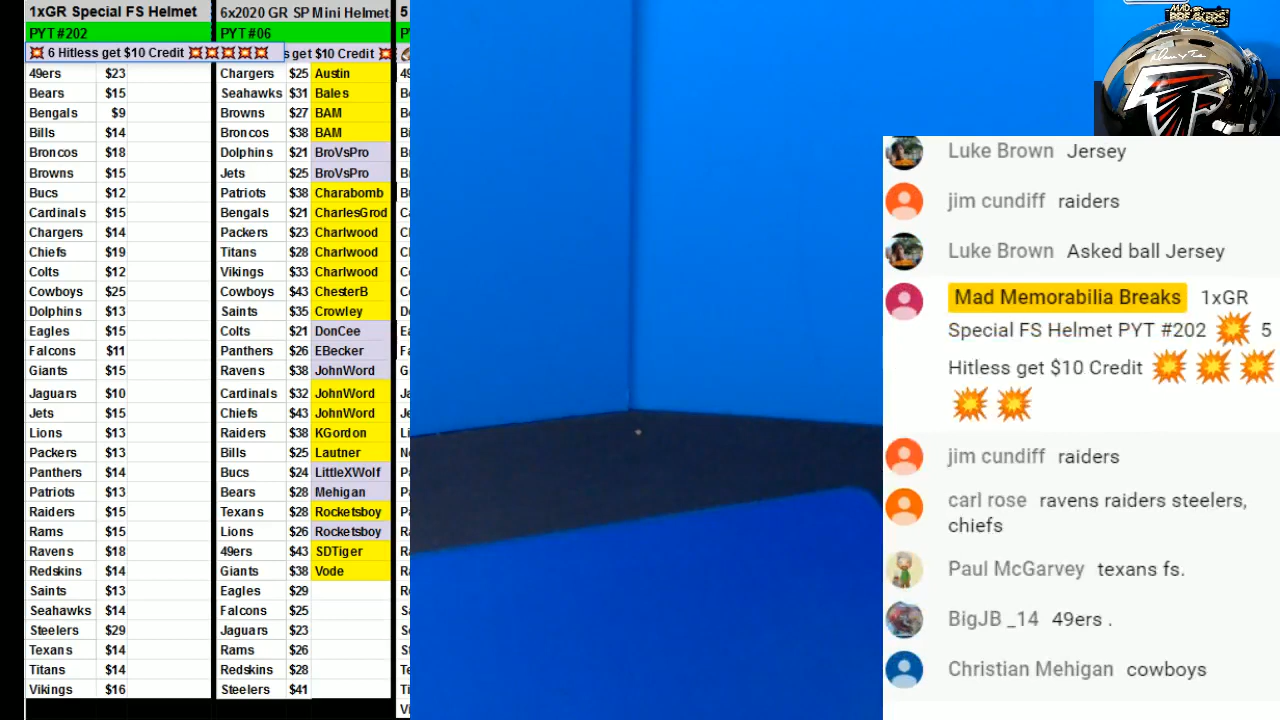 1xGR Special FS Helmet
PYT #202
💥 6 Hitless get $10 Credit 💥💥💥💥💥
49ers $23
Bears $15
Bengals $9
Bills $14
Broncos $18
Browns $15
Bucs $12
Cardinals $15
Chargers $14
Chiefs $19
Colts $12
Cowboys $25
Dolphins $13
Eagles $15
Falcons $11
Giants $15
Jaguars $10
Jets $15
Lions $13
Packers $13
Panthers $14
Patriots $13
Raiders $15
Rams $15
Ravens $18
Redskins $14
Saints $13
Seahawks $14
Steelers $29
Texans $14
Titans $14
Vikings $16
6x2020 GR SP Mini Helmet
PYT #06
s get $10 Credit 💥
Chargers $25 Austin
Seahawks $31 Bales
Browns $27 BAM
Broncos $38 BAM
Dolphins $21 BroVsPro
Jets $25 BroVsPro
Patriots $38 Charabomb
Bengals $21 CharlesGrod
Packers $23 Charlwood
Titans $28 Charlwood
Vikings $33 Charlwood
Cowboys $43 ChesterB
Saints $35 Crowley
Colts $21 DonCee
Panthers $26 EBecker
Ravens $38 JohnWord
Cardinals $32 JohnWord
Chiefs $43 JohnWord
Raiders $38 KGordon
Bills $25 Lautner
Bucs $24 LittleXWolf
Bears $28 Mehigan
Texans $28 Rocketsboy
Lions $26 Rocketsboy
49ers $43 SDTiger
Giants $38 Vode
Eagles $29
Falcons $25
Jaguars $23
Rams $26
Redskins $28
Steelers $41
5
MAD
BREAKERS
Luke Brown Jersey
jim cundiff raiders
Luke Brown Asked ball Jersey
Mad Memorabilia Breaks 1xGR
Special FS Helmet PYT #202 💥 5
Hitless get $10 Credit 💥 💥 💥
💥 💥
jim cundiff raiders
carl rose ravens raiders steelers,
chiefs
Paul McGarvey texans fs.
BigJB _14 49ers .
Christian Mehigan cowboys